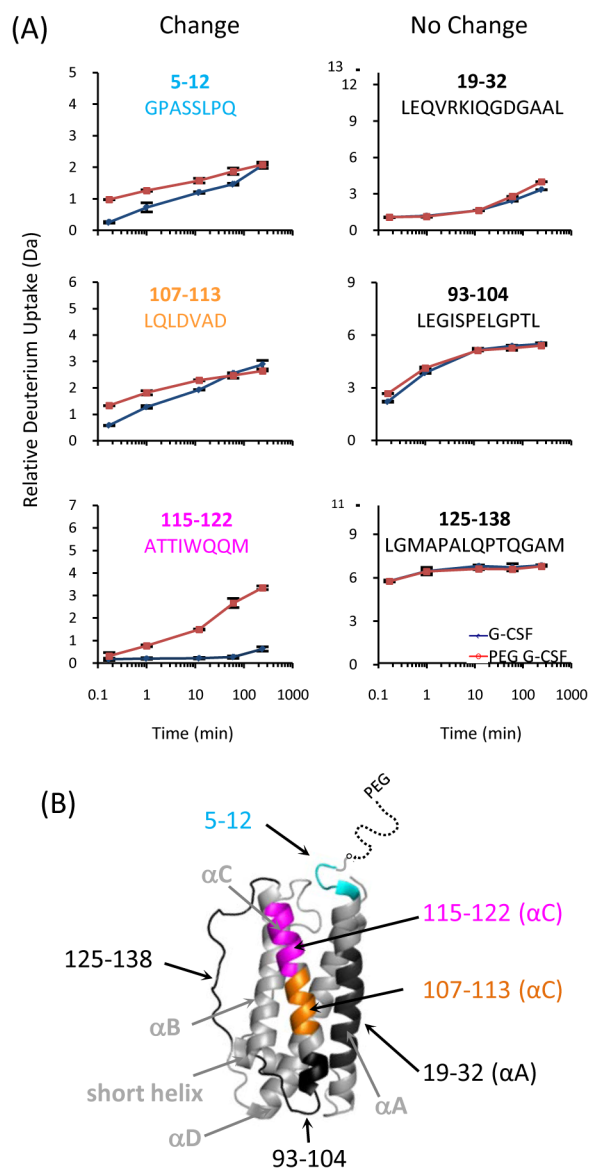 (A)
Change
No Change
Relative Deuterium Uptake (Da)
5
4
3
2
1
0
5-12
GPASSLPQ
13
12
9
6
3
0
19-32
LEQVRKIQGDGAAL
6
5
4
3
2
1
0
107-113
LQLDVAD
9
6
3
0
93-104
LEGISPELGPTL
7
6
5
4
3
2
1
0
115-122
ATTIWQQM
11
9
6
3
0
125-138
LGMAPALQPTQGAM
G-CSF
PEG G-CSF
0.1 1 10 100 1000
Time (min)
0.1 1 10 100 1000
Time (min)
(B)
PEG
5-12
αC
115-122 (αC)
125-138
107-113 (αC)
αB
19-32 (αA)
short helix
αA
αD
93-104